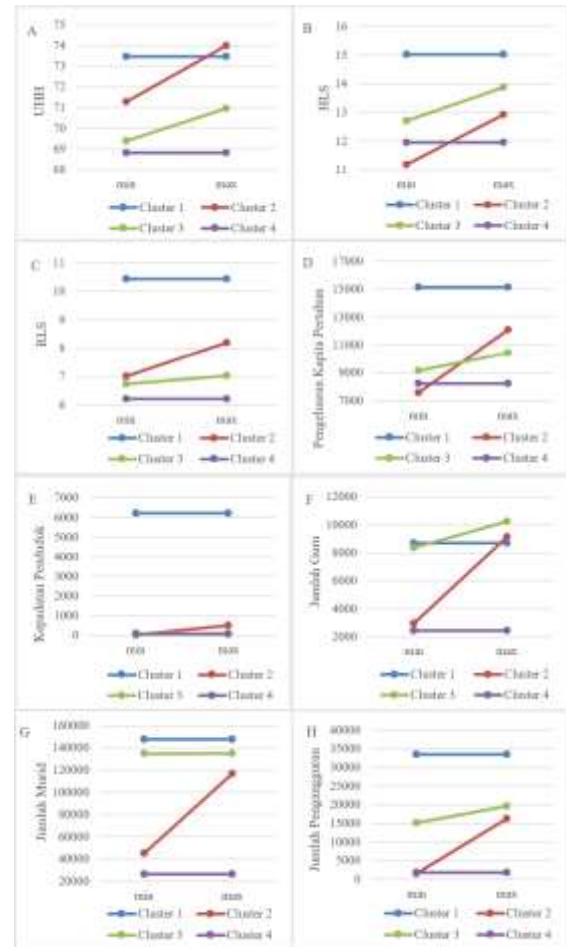 A
UHH
75
74
73
72
71
70
69
68
min
max
Cluster 1
Cluster 2
Cluster 3
Cluster 4
B
HLS
16
15
14
13
12
11
min
max
Cluster 1
Cluster 2
Cluster 3
Cluster 4
C
RLS
11
10
9
8
7
6
min
max
Cluster 1
Cluster 2
Cluster 3
Cluster 4
D
Pengeluaran Kapita Pertahun
17000
15000
13000
11000
9000
7000
min
max
Cluster 1
Cluster 2
Cluster 3
Cluster 4
E
Kepadatan Penduduk
7000
6000
5000
4000
3000
2000
1000
0
min
max
Cluster 1
Cluster 2
Cluster 3
Cluster 4
F
Jumlah Guru
12000
10000
8000
6000
4000
2000
min
max
Cluster 1
Cluster 2
Cluster 3
Cluster 4
G
Jumlah Murid
160000
140000
120000
100000
80000
60000
40000
20000
min
max
Cluster 1
Cluster 2
Cluster 3
Cluster 4
H
Jumlah Pengangguran
40000
35000
30000
25000
20000
15000
10000
5000
0
min
max
Cluster 1
Cluster 2
Cluster 3
Cluster 4